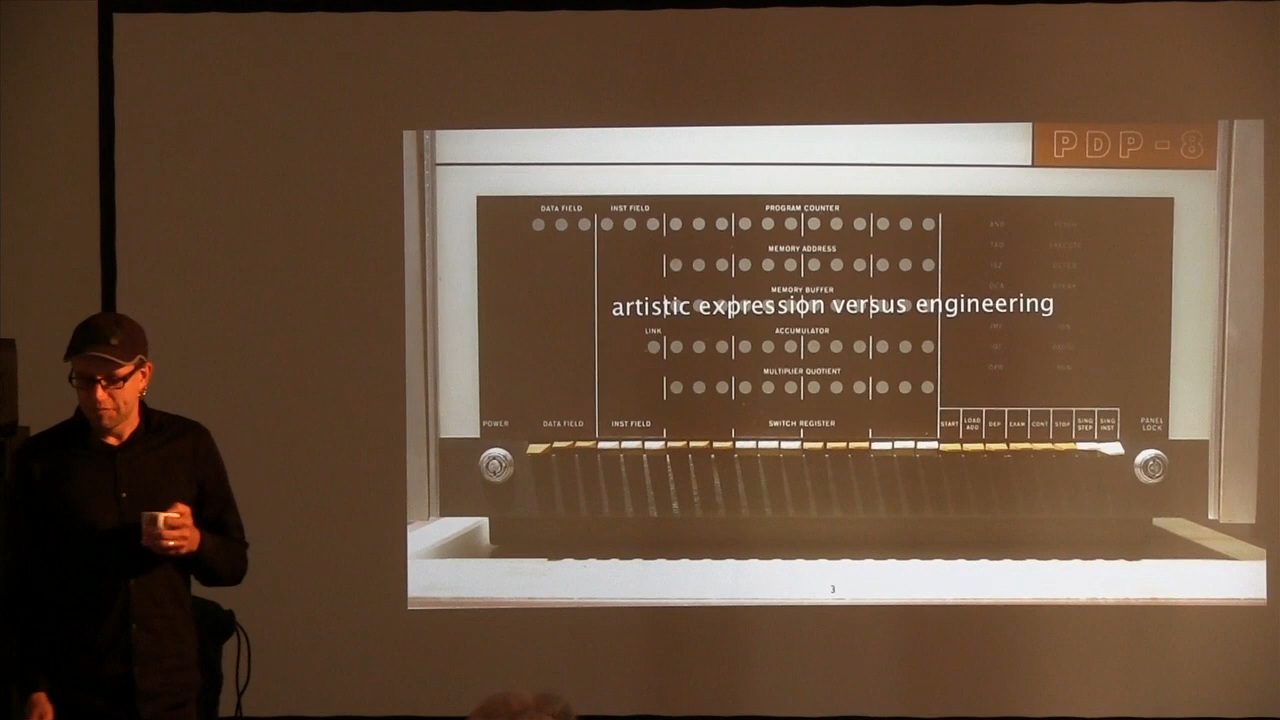 PDP-8
DATA FIELD INST FIELD PROGRAM COUNTER
MEMORY ADDRESS
MEMORY BUFFER
artistic expression versus engineering
LINK ACCUMULATOR
MULTIPLIER QUOTIENT
POWER DATA FIELD INST FIELD SWITCH REGISTER
START LOAD ADD DEP EXAM CONT STOP SING STEP SING INST
PANEL LOCK
3